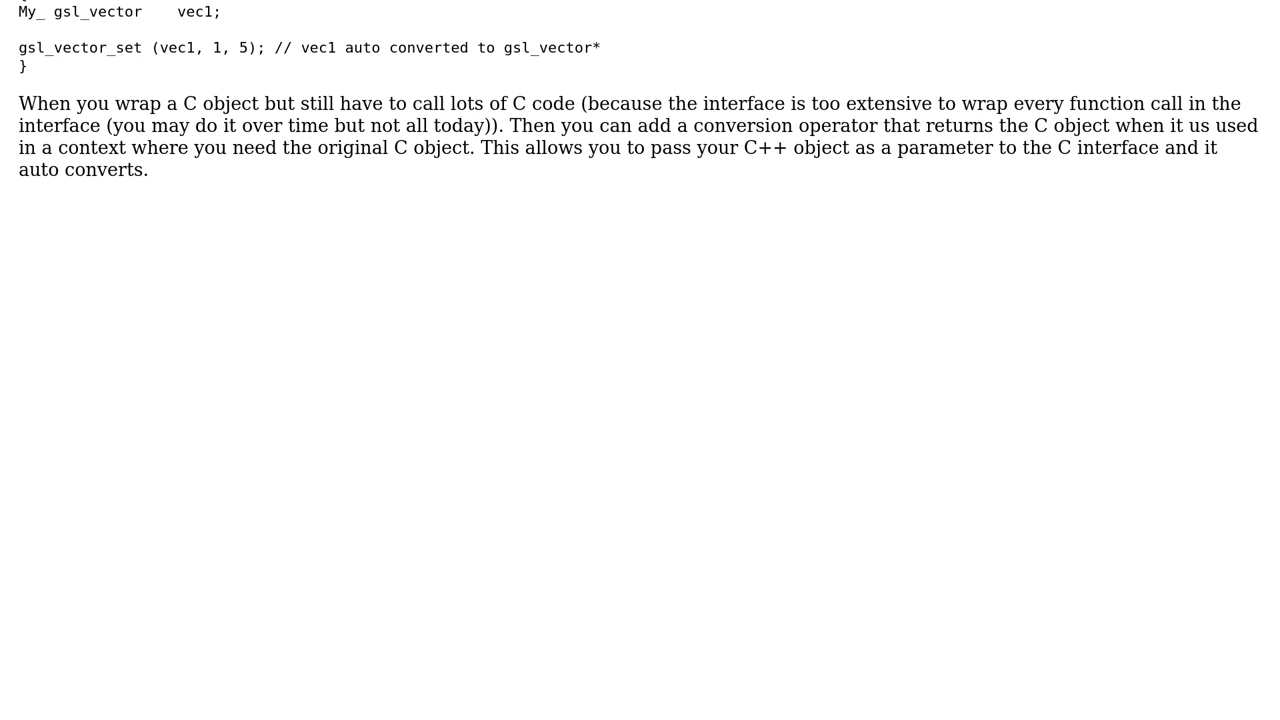 My_ gsl_vector    vec1;
gsl_vector_set (vec1, 1, 5); // vec1 auto converted to gsl_vector*
}
When you wrap a C object but still have to call lots of C code (because the interface is too extensive to wrap every function call in the
interface (you may do it over time but not all today)). Then you can add a conversion operator that returns the C object when it us used
in a context where you need the original C object. This allows you to pass your C++ object as a parameter to the C interface and it
auto converts.